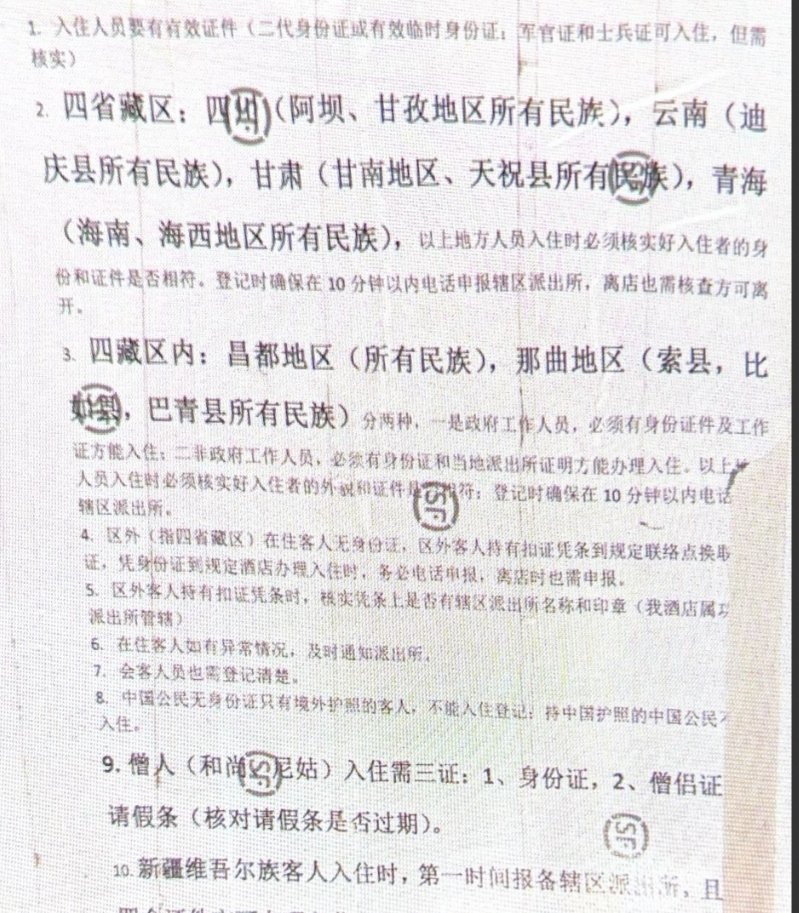 1. 入住人员要有有效证件（二代身份证或有效临时身份证；军官证和士兵证可入住，但需
核实）
2. 四省藏区：四川（阿坝、甘孜地区所有民族），云南（迪
庆县所有民族），甘肃（甘南地区、天祝县所有民族），青海
（海南、海西地区所有民族），以上地方人员入住时必须核实好入住者的身
份和证件是否相符。登记时确保在 10 分钟以内电话申报辖区派出所，离店也需核查方可离
开。
3. 四藏区内：昌都地区（所有民族），那曲地区（索县，比
如县，巴青县所有民族）分两种，一是政府工作人员，必须有身份证件及工作
证方能入住；二非政府工作人员，必须有身份证和当地派出所证明方能办理入住。以上
人员入住时必须核实好入住者的外貌和证件是 相符；登记时确保在 10 分钟以内电话
辖区派出所。
4. 区外（指四省藏区）在住客人无身份证，区外客人持有扣证凭条到规定联络点换取
证，凭身份证到规定酒店办理入住时，务必电话申报，离店时也需申报。
5. 区外客人持有扣证凭条时，核实凭条上是否有辖区派出所名称和印章（我酒店属
派出所管辖）
6. 在住客人如有异常情况，及时通知派出所。
7. 会客人员也需登记清楚。
8. 中国公民无身份证只有境外护照的客人，不能入住登记；持中国护照的中国公民
入住。
9. 僧人（和尚 尼姑）入住需三证：1、身份证，2、僧侣证
请假条（核对请假条是否过期）。
10. 新疆维吾尔族客人入住时，第一时间报备辖区派出所，且
SF
SF
SF